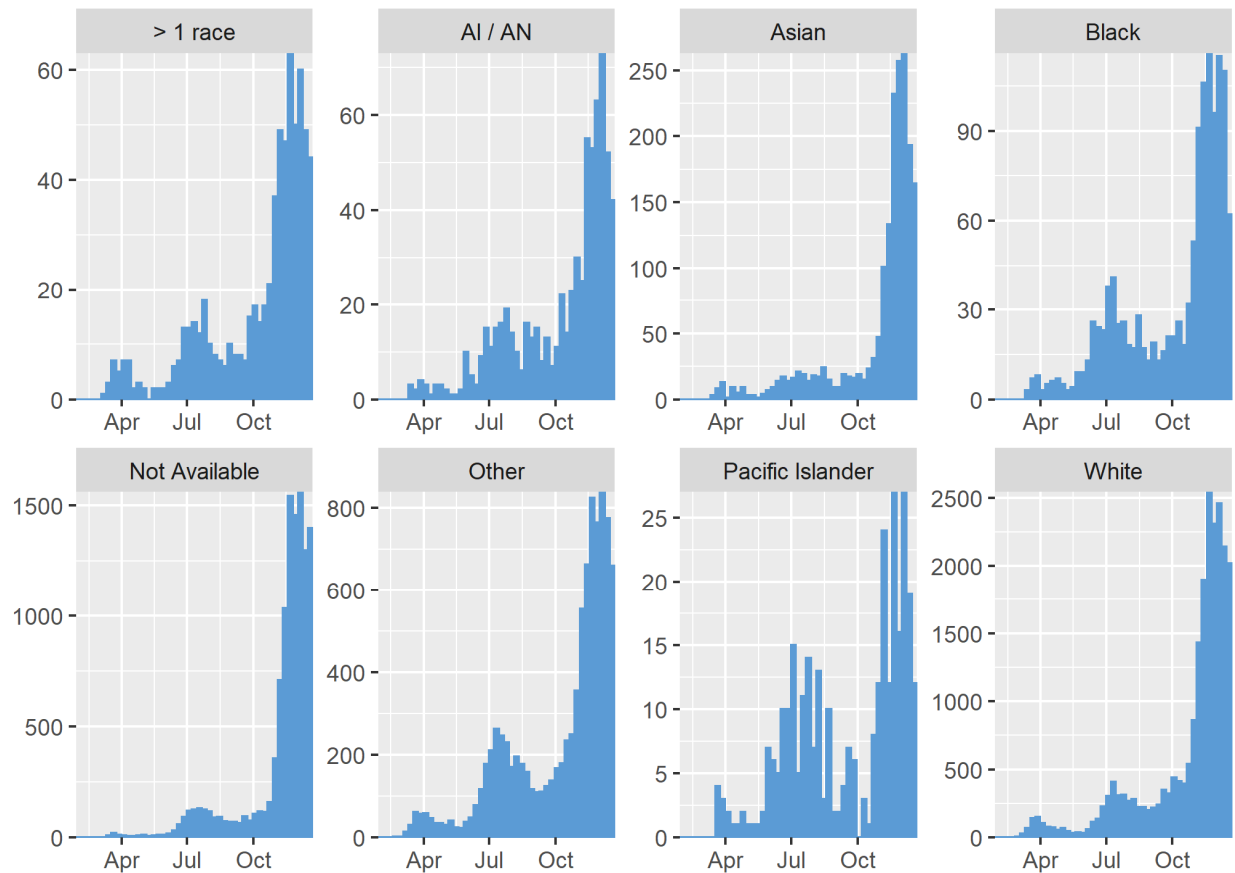 > 1 race
AI / AN
Asian
Black
60
40
20
0
60
40
20
0
250
200
150
100
50
0
90
60
30
0
Apr Jul Oct
Apr Jul Oct
Apr Jul Oct
Apr Jul Oct
Not Available
Other
Pacific Islander
White
1500
1000
500
0
800
600
400
200
0
25
20
15
10
5
0
2500
2000
1500
1000
500
0
Apr Jul Oct
Apr Jul Oct
Apr Jul Oct
Apr Jul Oct